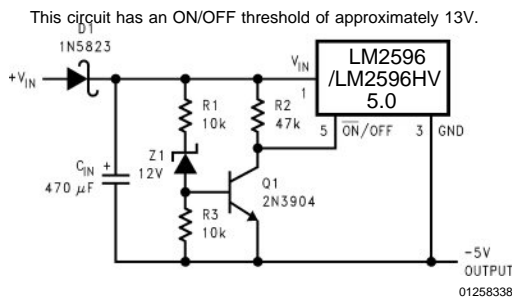 This circuit has an ON/OFF threshold of approximately 13V.
D1
1N5823
+VIN
VIN
1
LM2596
/LM2596HV
5.0
5 ON/OFF
3 GND
R1
10k
R2
47k
Z1
12V
CIN +
470 µF
Q1
2N3904
R3
10k
-5V
OUTPUT
01258338